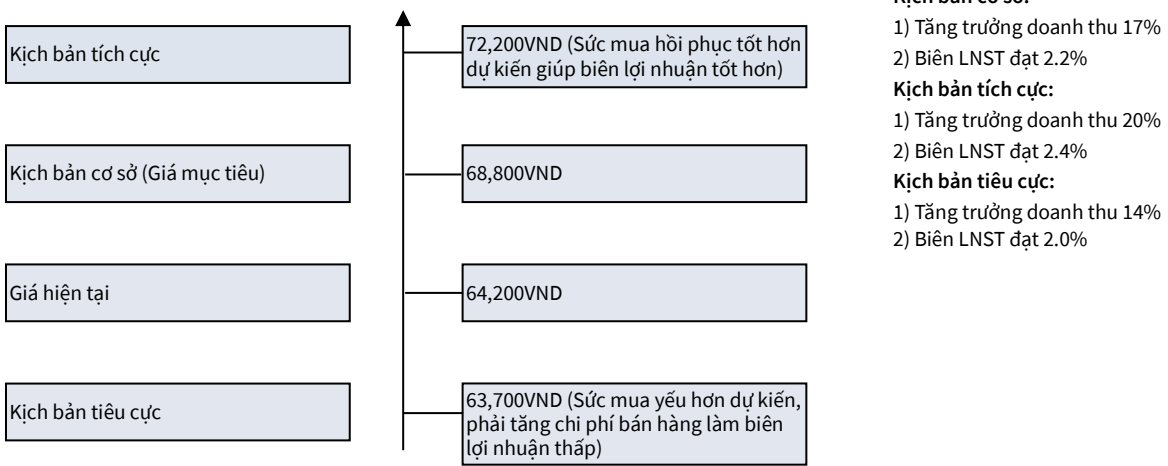 Kịch bản tích cực
72,200VND (Sức mua hồi phục tốt hơn
dự kiến giúp biên lợi nhuận tốt hơn)
Kịch bản cơ sở (Giá mục tiêu)
68,800VND
Giá hiện tại
64,200VND
Kịch bản tiêu cực
63,700VND (Sức mua yếu hơn dự kiến,
phải tăng chi phí bán hàng làm biên
lợi nhuận thấp)
Kịch bản cơ sở:
1) Tăng trưởng doanh thu 17%
2) Biên LNST đạt 2.2%
Kịch bản tích cực:
1) Tăng trưởng doanh thu 20%
2) Biên LNST đạt 2.4%
Kịch bản tiêu cực:
1) Tăng trưởng doanh thu 14%
2) Biên LNST đạt 2.0%